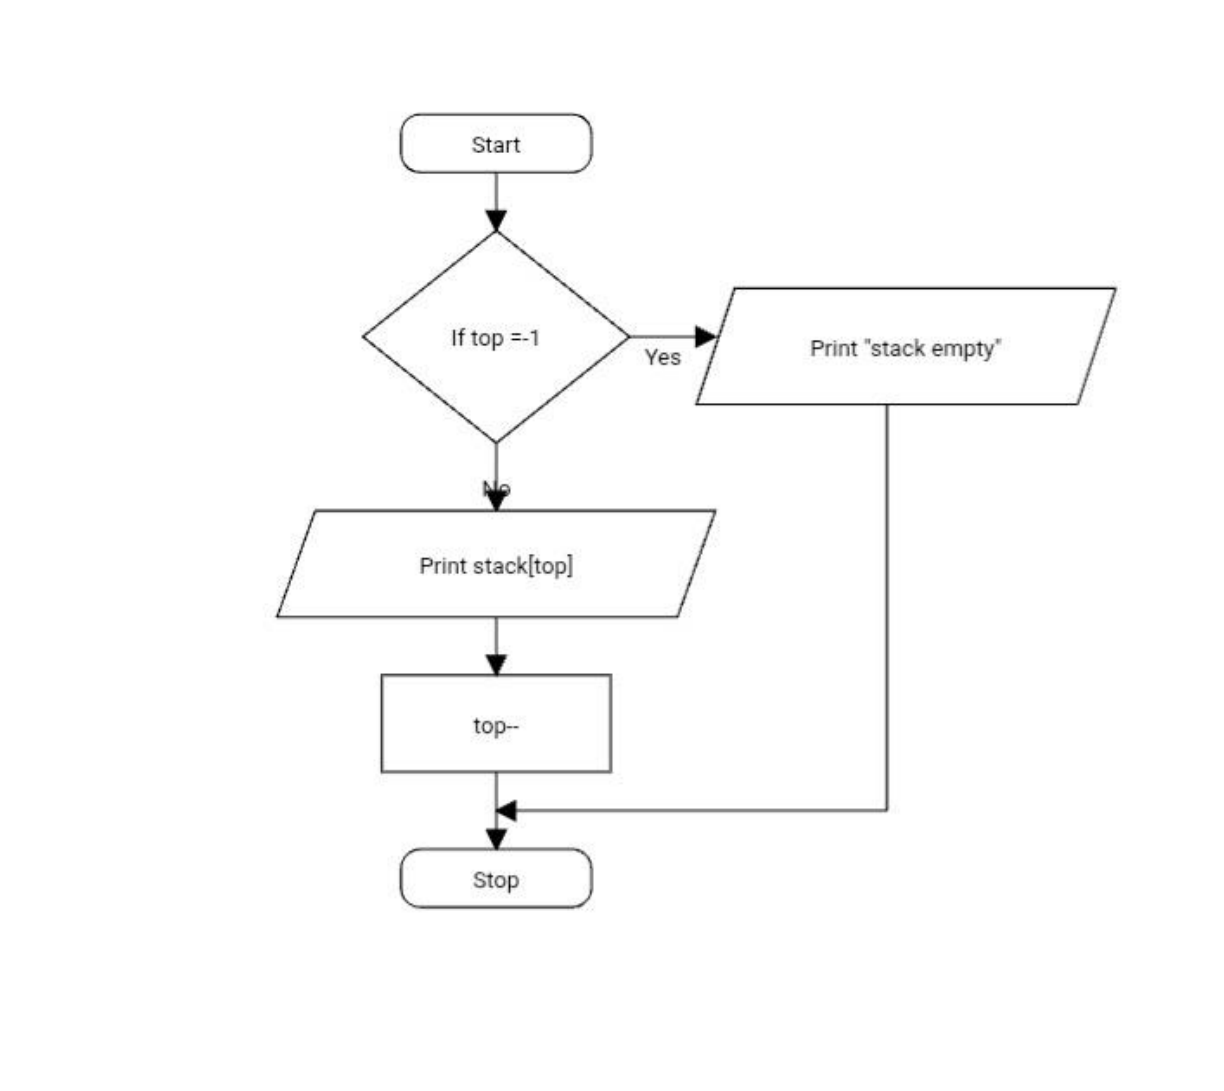 Start
If top =-1
Yes
Print "stack empty"
No
Print stack[top]
top--
Stop